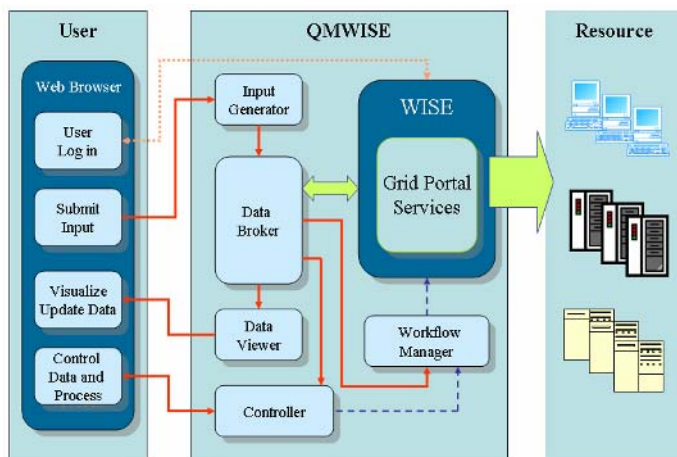 User
QMWISE
Resource
Web Browser
User
Log in
Submit
Input
Visualize
Update Data
Control
Data and
Process
Input
Generator
Data
Broker
Data
Viewer
Controller
WISE
Grid Portal
Services
Workflow
Manager